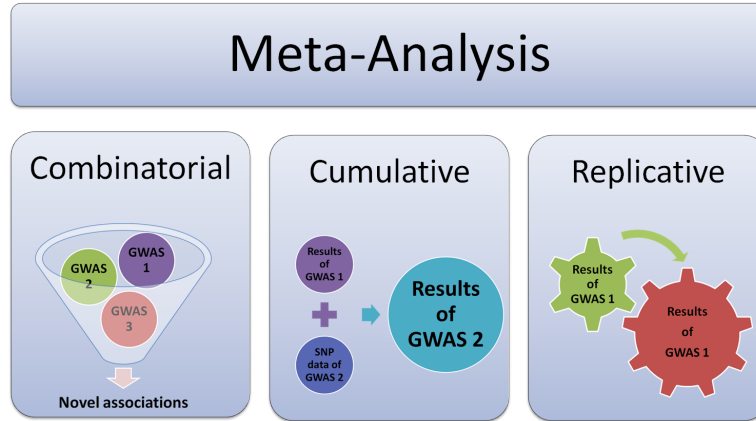 Meta-Analysis
Combinatorial
GWAS
1
GWAS
2
GWAS
3
Novel associations
Cumulative
Results
of
GWAS 1
SNP
data of
GWAS 2
Results
of
GWAS 2
Replicative
Results
of
GWAS 1
Results
of
GWAS 1